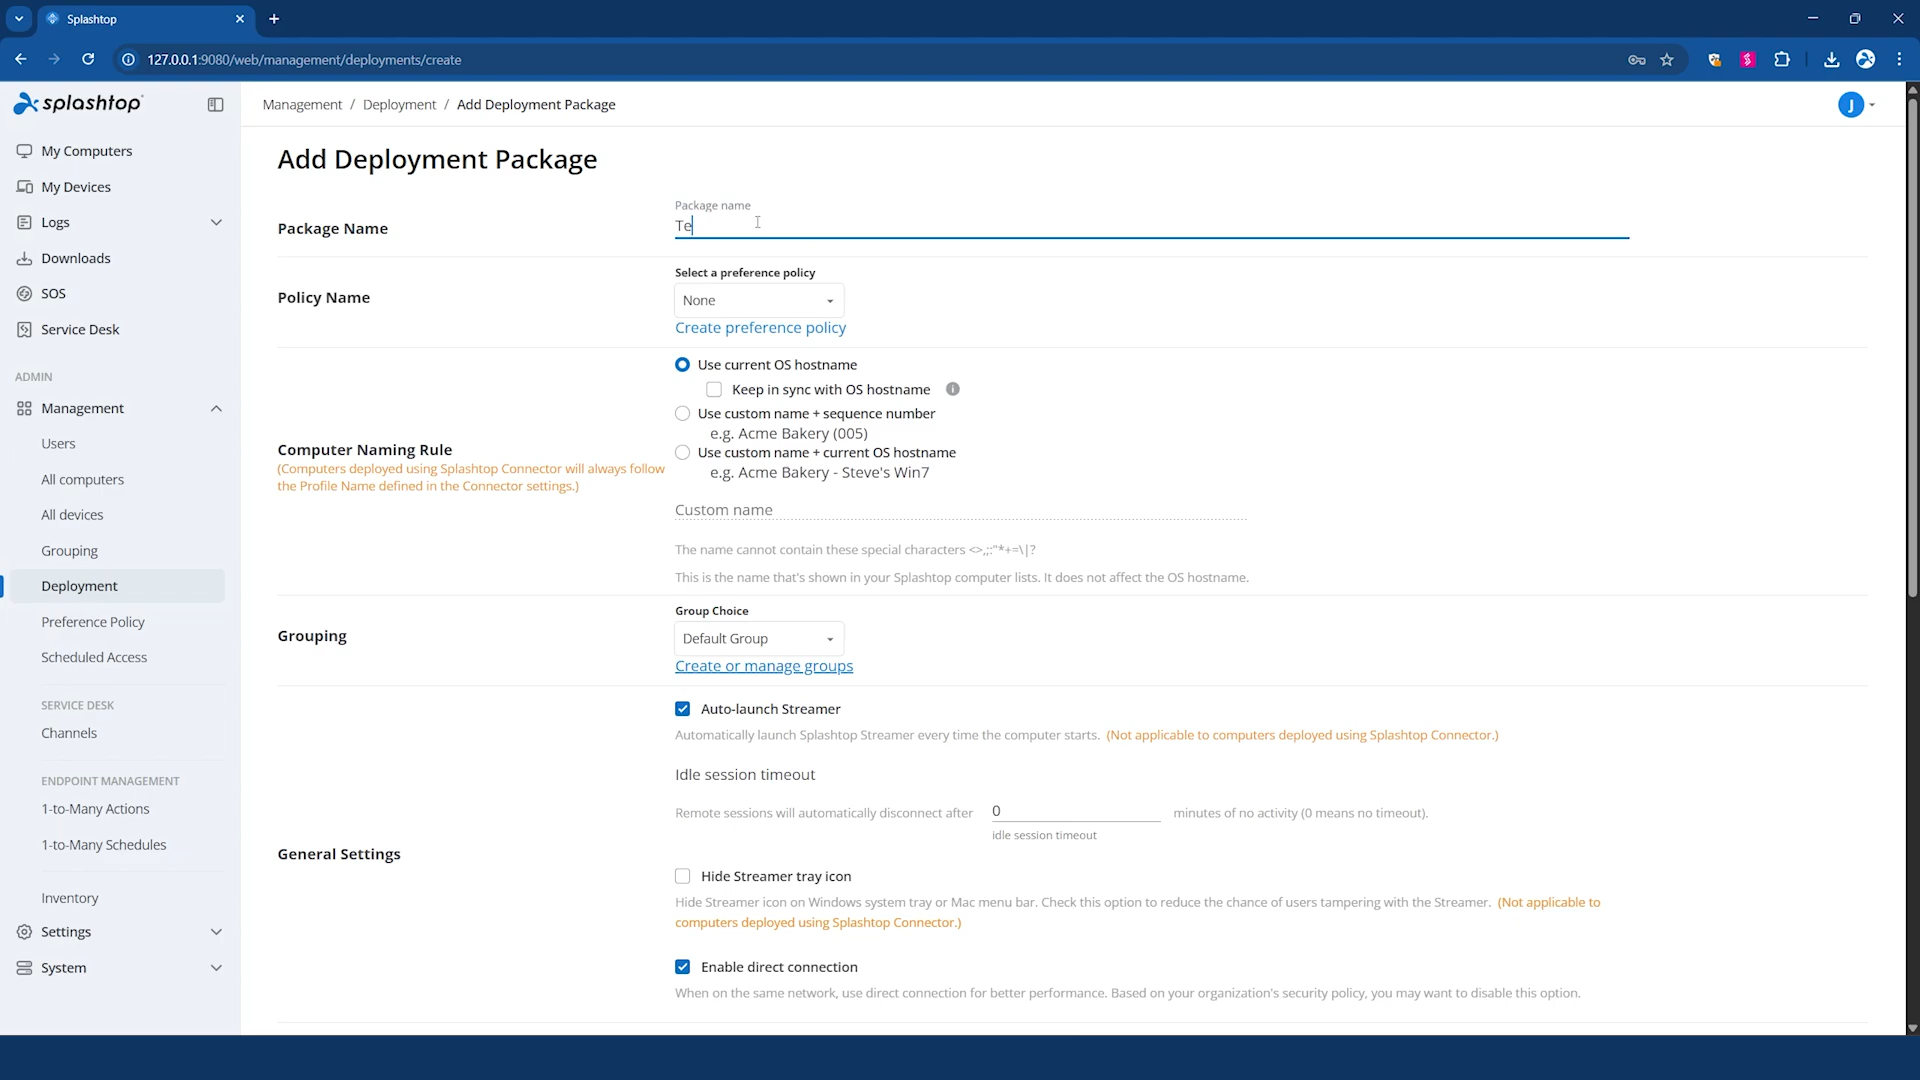 Splashtop
127.0.0.1:9080/web/management/deployments/create
splashtop
Management / Deployment / Add Deployment Package
J
My Computers
My Devices
Logs
Downloads
SOS
Service Desk
ADMIN
Management
Users
All computers
All devices
Grouping
Deployment
Preference Policy
Scheduled Access
SERVICE DESK
Channels
ENDPOINT MANAGEMENT
1-to-Many Actions
1-to-Many Schedules
Inventory
Settings
System
Add Deployment Package
Package Name
Package name
Te
Policy Name
Select a preference policy
None
Create preference policy
Computer Naming Rule
(Computers deployed using Splashtop Connector will always follow
the Profile Name defined in the Connector settings.)
Use current OS hostname
Keep in sync with OS hostname
Use custom name + sequence number
e.g. Acme Bakery (005)
Use custom name + current OS hostname
e.g. Acme Bakery - Steve's Win7
Custom name
The name cannot contain these special characters <>,;:"*+=\|?
This is the name that's shown in your Splashtop computer lists. It does not affect the OS hostname.
Grouping
Group Choice
Default Group
Create or manage groups
General Settings
Auto-launch Streamer
Automatically launch Splashtop Streamer every time the computer starts. (Not applicable to computers deployed using Splashtop Connector.)
Idle session timeout
Remote sessions will automatically disconnect after 0 minutes of no activity (0 means no timeout).
idle session timeout
Hide Streamer tray icon
Hide Streamer icon on Windows system tray or Mac menu bar. Check this option to reduce the chance of users tampering with the Streamer. (Not applicable to
computers deployed using Splashtop Connector.)
Enable direct connection
When on the same network, use direct connection for better performance. Based on your organization's security policy, you may want to disable this option.